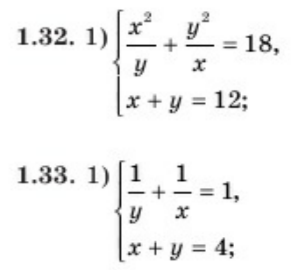 1.32. 1) { x²/y + y²/x = 18,
x + y = 12;
1.33. 1) { 1/y + 1/x = 1,
x + y = 4;